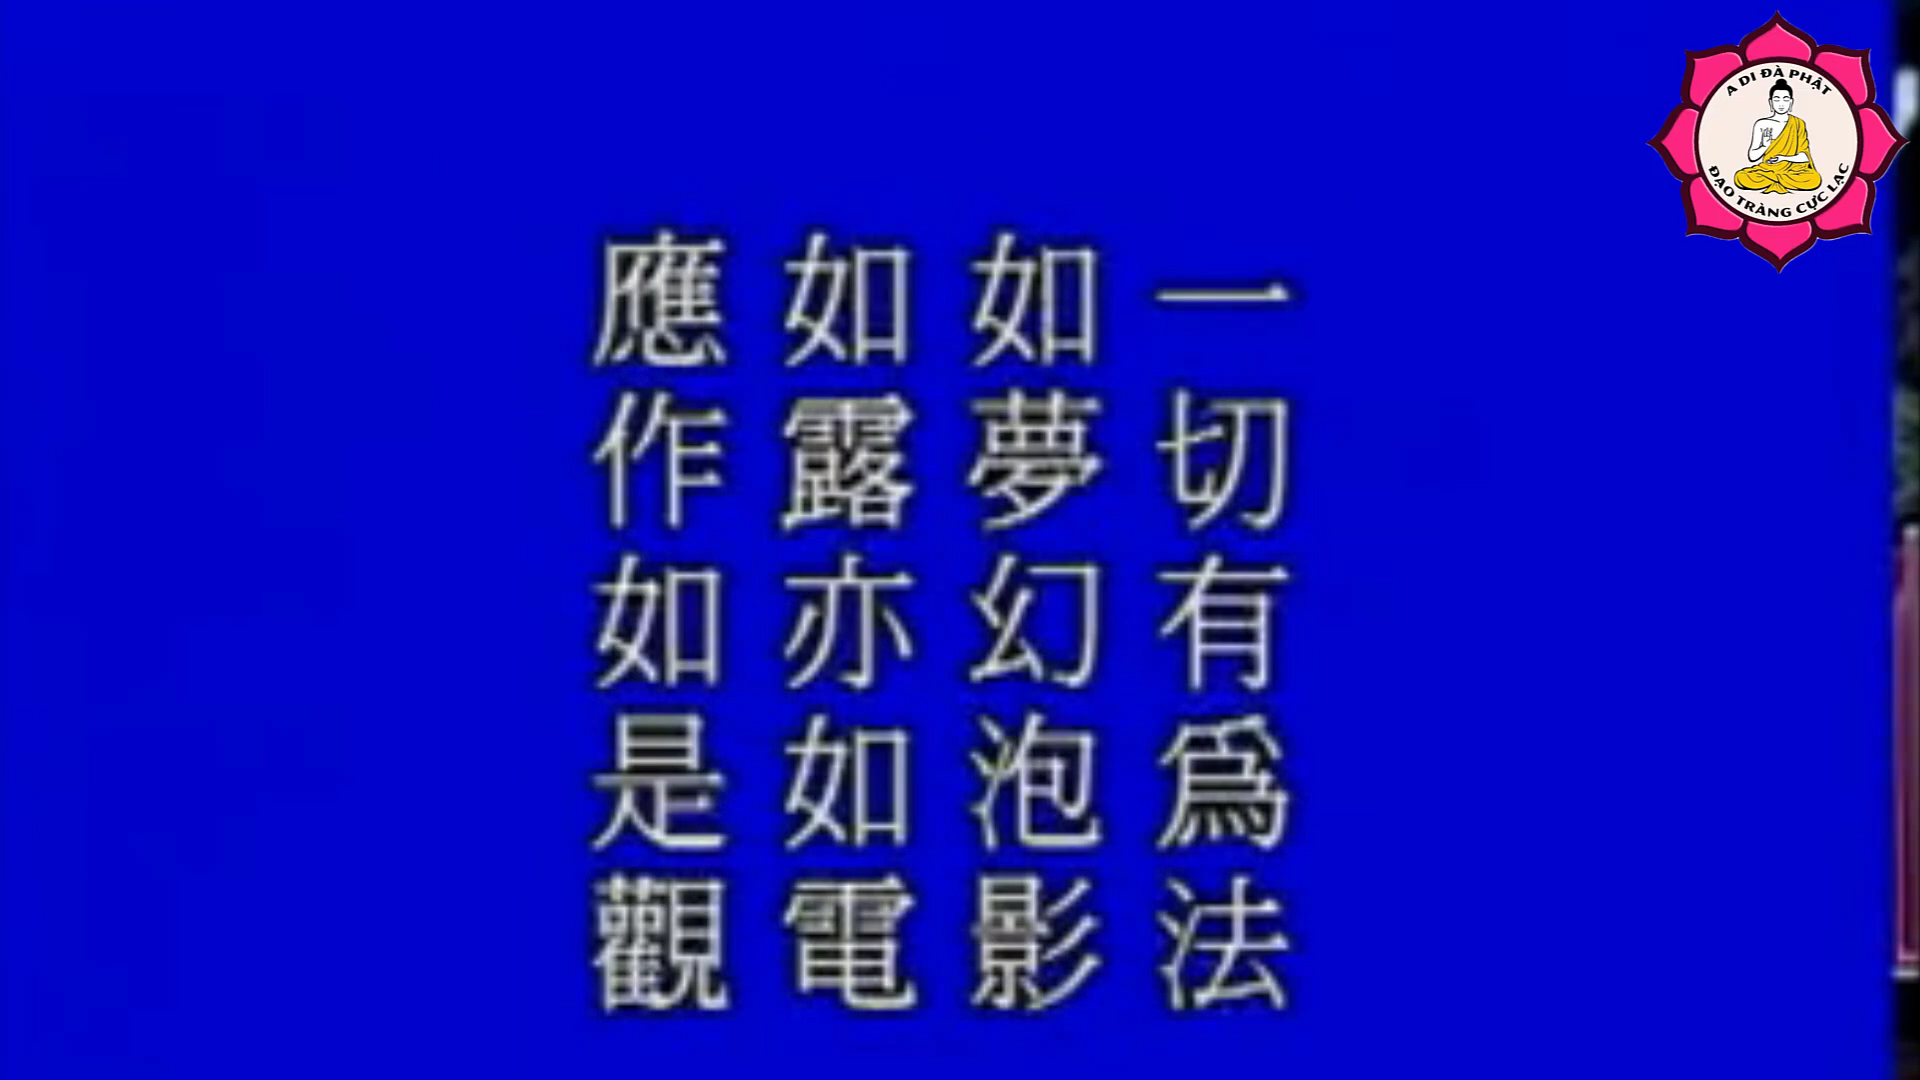 一切有爲法
如夢幻泡影
如露亦如電
應作如是觀
A DI ĐÀ PHẬT
ĐẠO TRÀNG CỰC LẠC